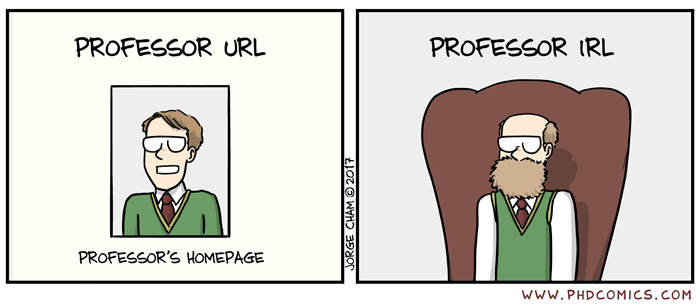 PROFESSOR URL
PROFESSOR'S HOMEPAGE
JORGE CHAM © 2017
PROFESSOR IRL
WWW.PHDCOMICS.COM